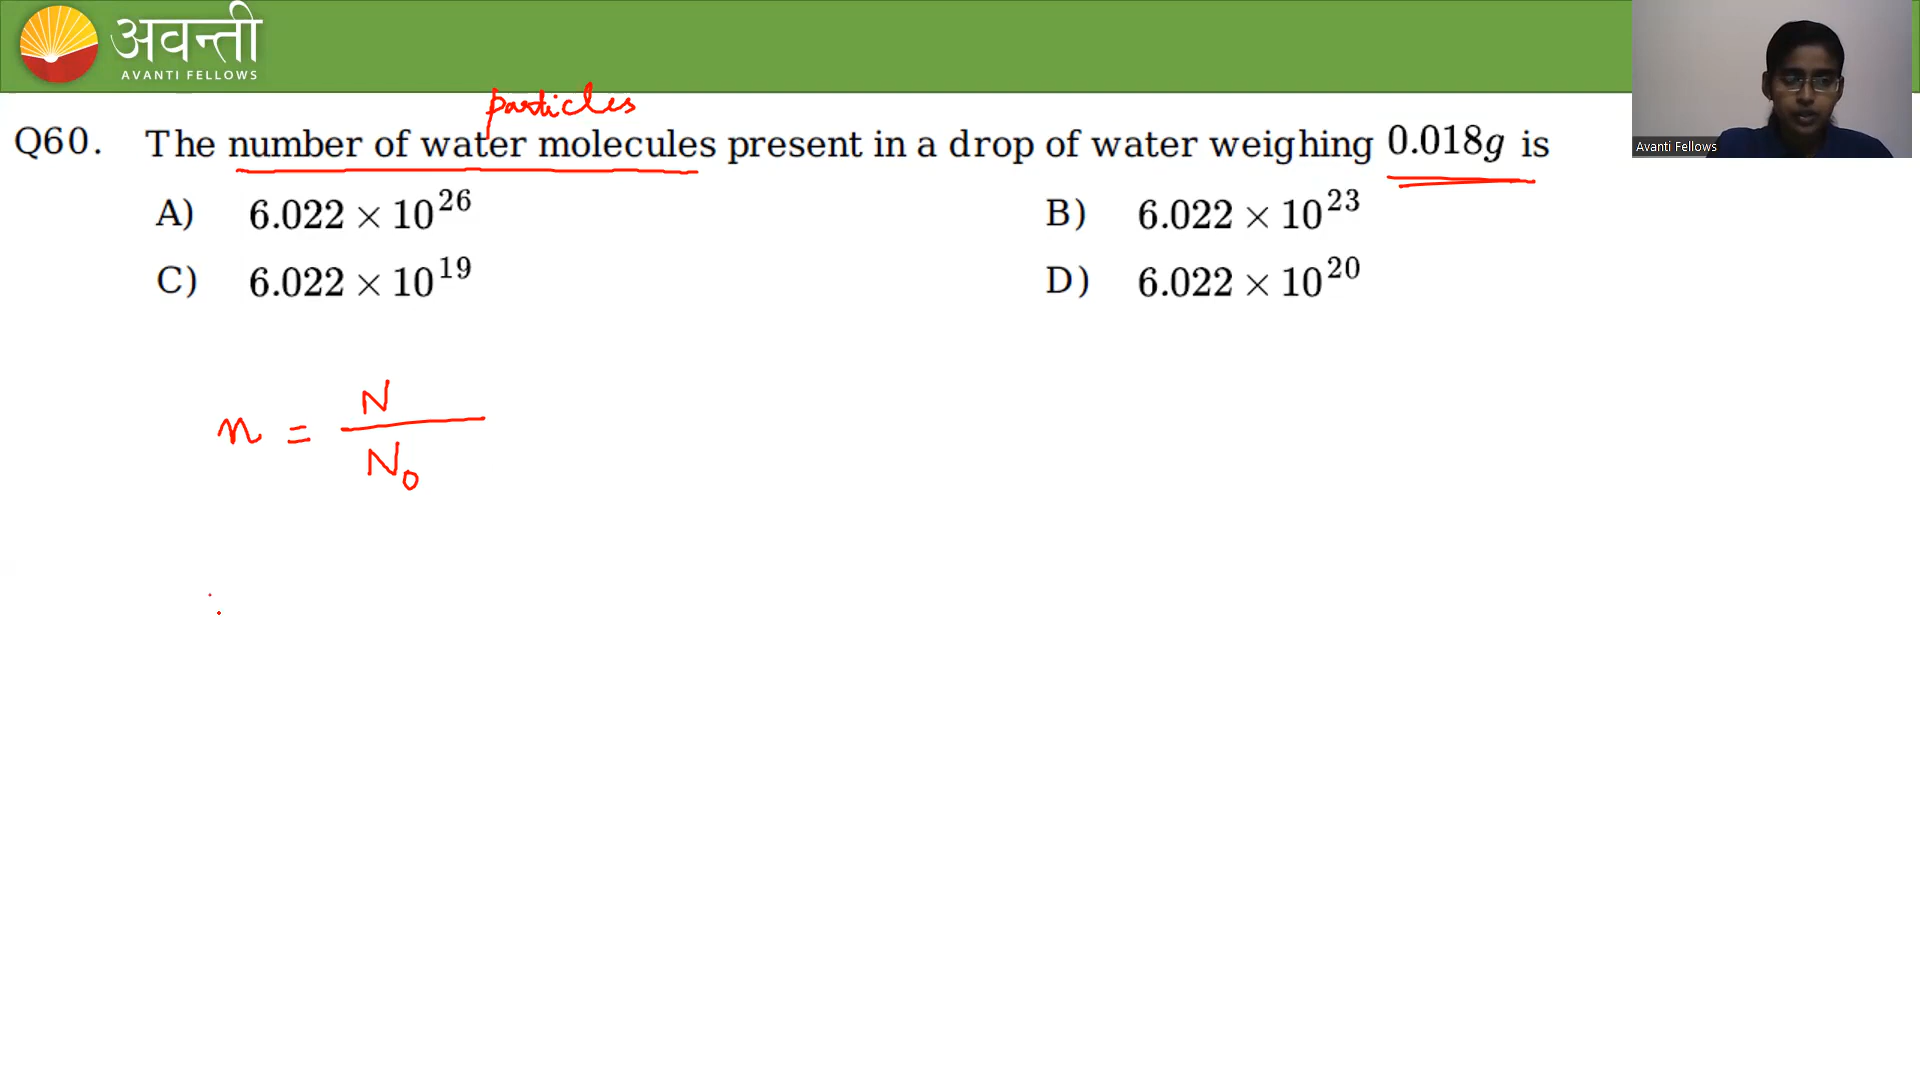 अवन्ती
AVANTI FELLOWS
Avanti Fellows
particles
Q60. The number of water molecules present in a drop of water weighing 0.018g is
A) 6.022 × 10^26 B) 6.022 × 10^23
C) 6.022 × 10^19 D) 6.022 × 10^20
n = N
N₀